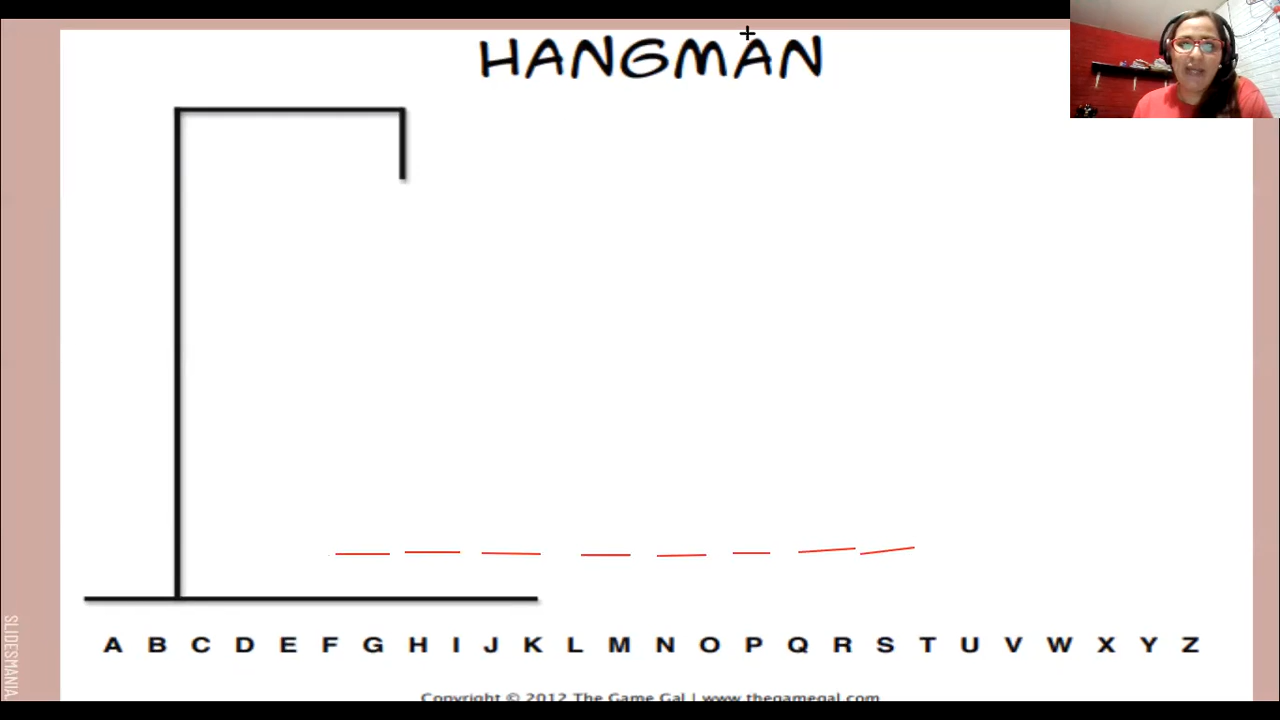 HANGMAN
A B C D E F G H I J K L M N O P Q R S T U V W X Y Z
Copyright © 2012 The Game Gal | www.thegamegal.com
SLIDESMANIA.